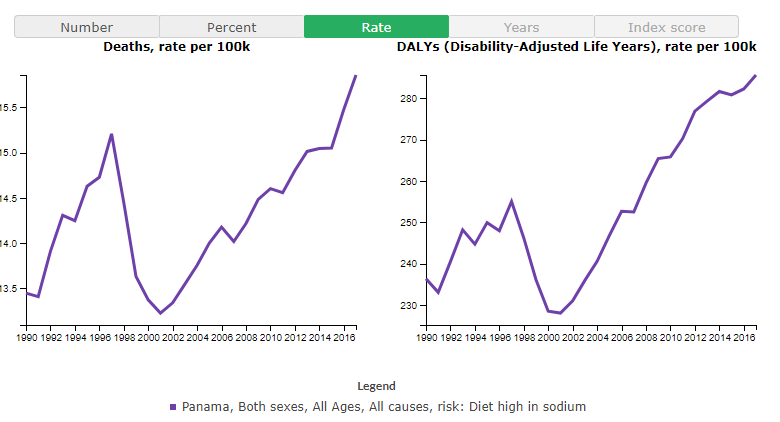 Number Percent Rate Years Index score
Deaths, rate per 100k
15.5
15.0
14.5
14.0
13.5
1990 1992 1994 1996 1998 2000 2002 2004 2006 2008 2010 2012 2014 2016
DALYs (Disability-Adjusted Life Years), rate per 100k
280
270
260
250
240
230
1990 1992 1994 1996 1998 2000 2002 2004 2006 2008 2010 2012 2014 2016
Legend
Panama, Both sexes, All Ages, All causes, risk: Diet high in sodium